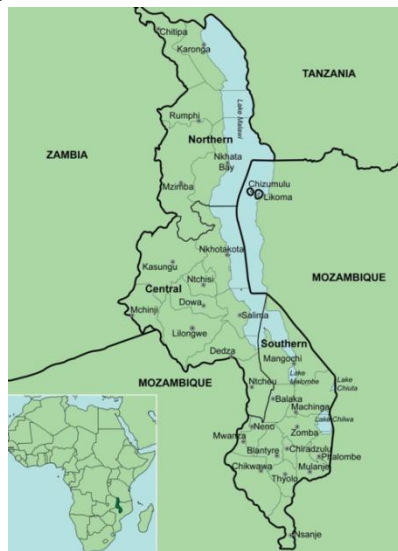 Chitipa
Karonga
TANZANIA
Lake Malawi
Rumphi
Northern
ZAMBIA
Nkhata
Bay
Mzimba
Chizumulu
Likoma
Nkhotakota
Kasungu
Ntchisi
MOZAMBIQUE
Central
Dowa
Mchinji
Salima
Lilongwe
Southern
Dedza
Mangochi
MOZAMBIQUE
Ntcheu
Lake
Malombe
Lake
Chiuta
Balaka
Machinga
Lake Chilwa
Neno
Zomba
Mwanza
Blantyre
Chiradzulu
Phalombe
Chikwawa
Mulanje
Thyolo
Nsanje